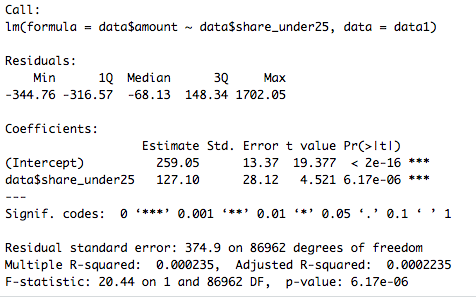 Call:
lm(formula = data$amount ~ data$share_under25, data = data1)
Residuals:
Min 1Q Median 3Q Max
-344.76 -316.57 -68.13 148.34 1702.05
Coefficients:
Estimate Std. Error t value Pr(>|t|)
(Intercept) 259.05 13.37 19.377 < 2e-16 ***
data$share_under25 127.10 28.12 4.521 6.17e-06 ***
---
Signif. codes: 0 ‘***’ 0.001 ‘**’ 0.01 ‘*’ 0.05 ‘.’ 0.1 ‘ ’ 1
Residual standard error: 374.9 on 86962 degrees of freedom
Multiple R-squared: 0.000235, Adjusted R-squared: 0.0002235
F-statistic: 20.44 on 1 and 86962 DF, p-value: 6.17e-06